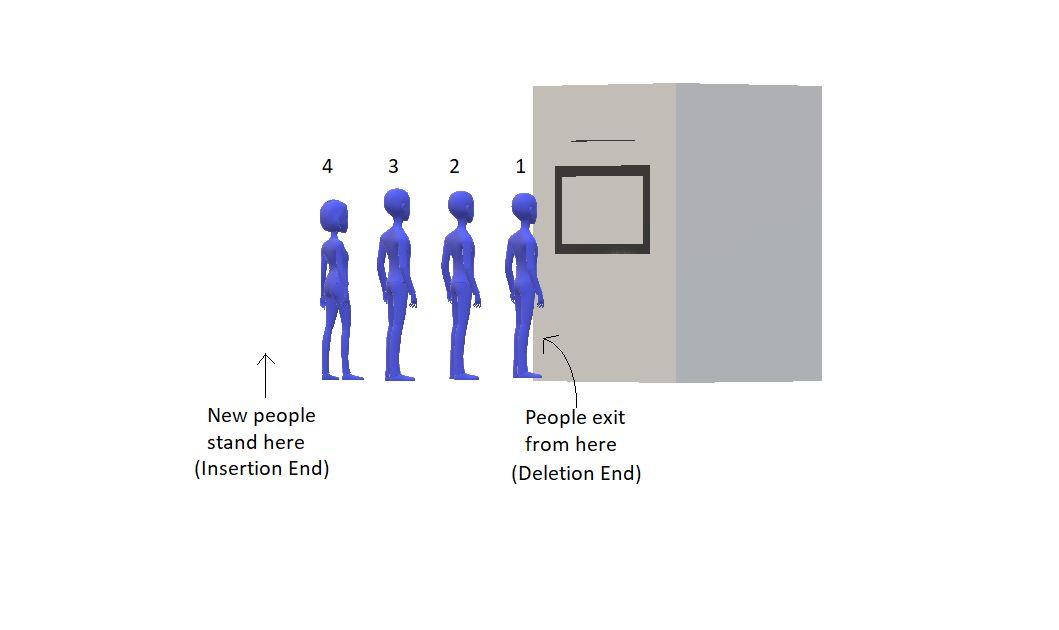 4 3 2 1
New people
stand here
(Insertion End)
People exit
from here
(Deletion End)